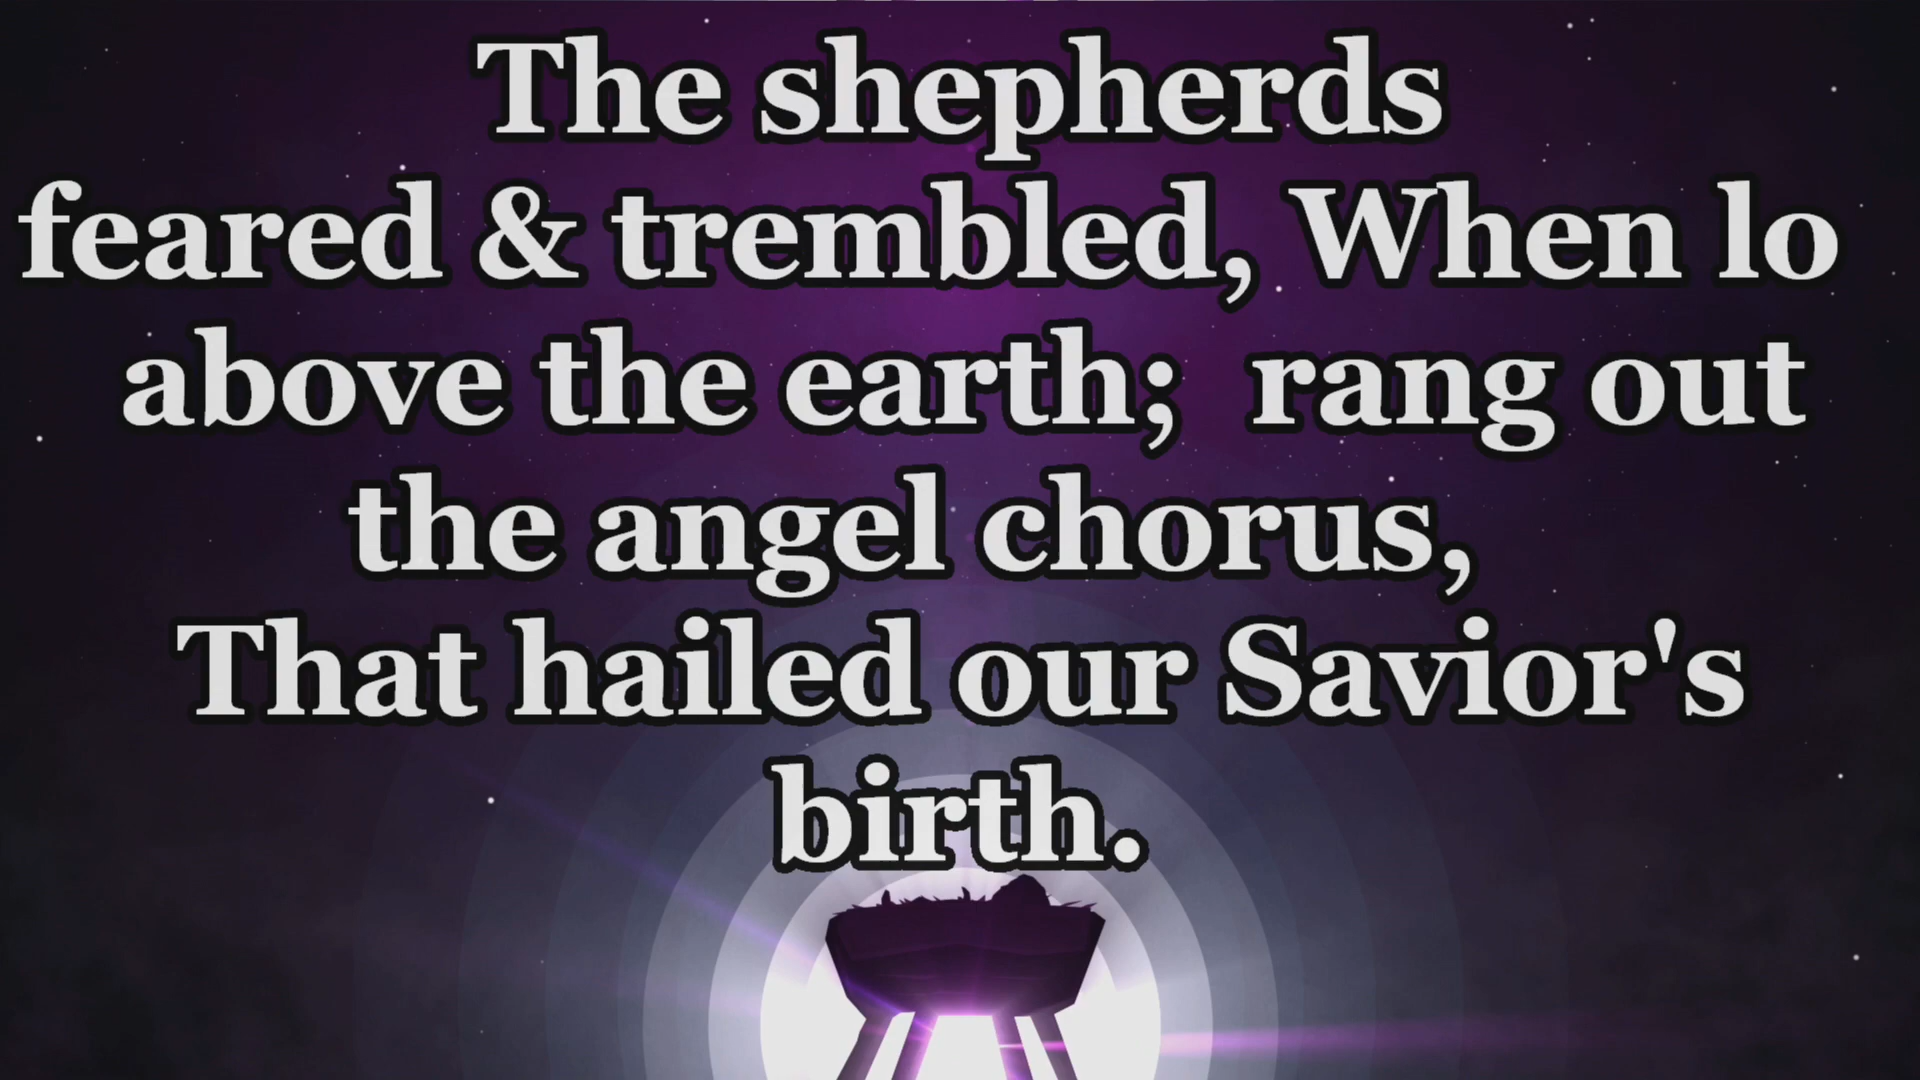 The shepherds
feared & trembled, When lo
above the earth;  rang out
the angel chorus,
That hailed our Savior's
birth.